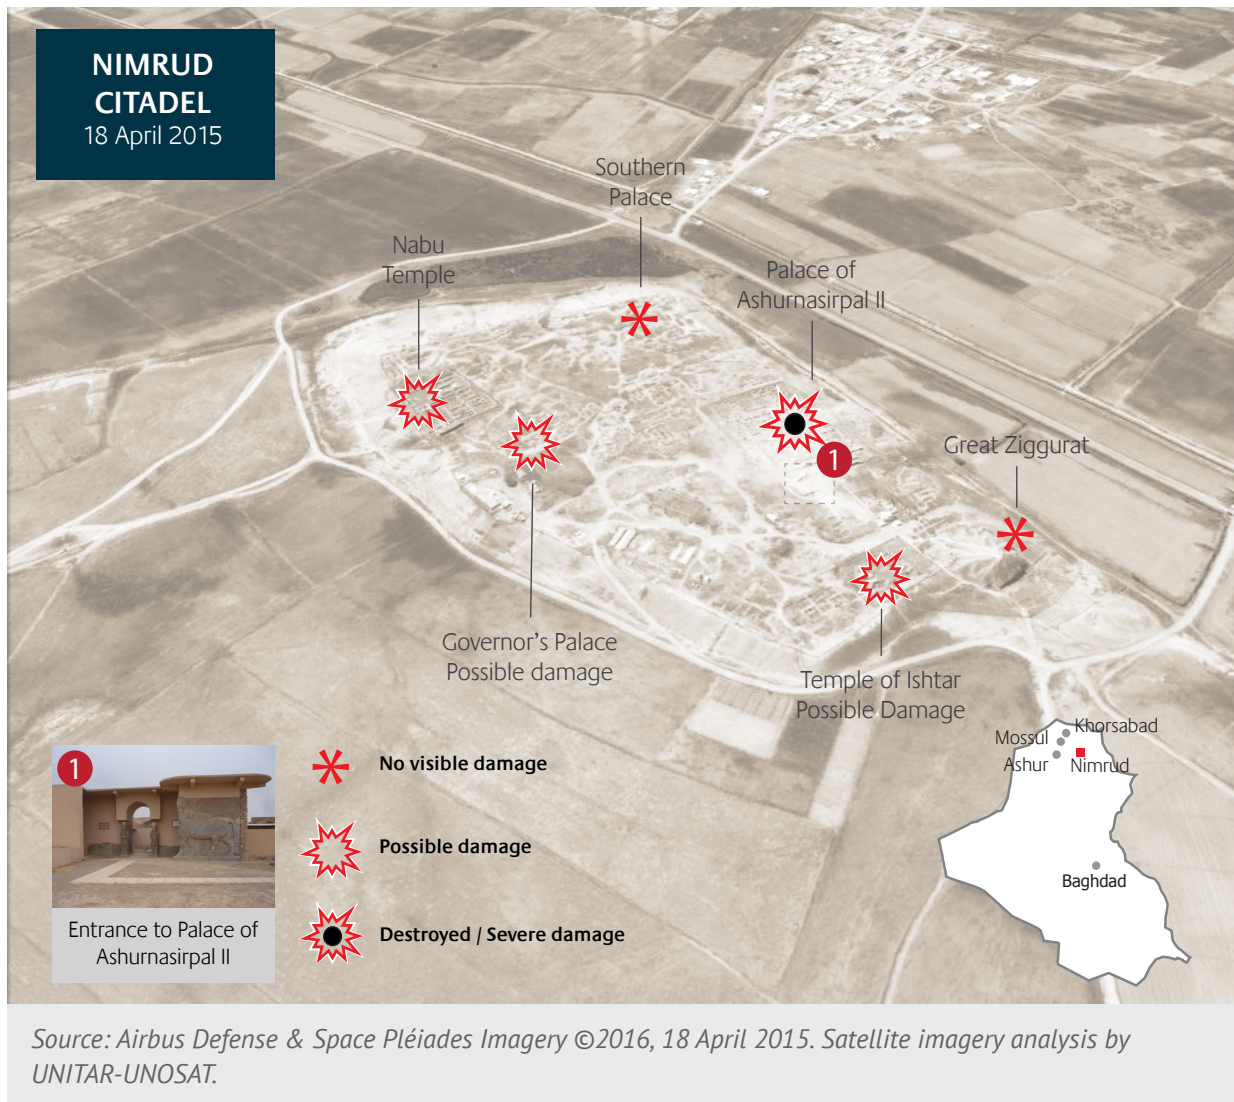 NIMRUD
CITADEL
18 April 2015
Southern
Palace
Nabu
Temple
Palace of
Ashurnasirpal II
1
Great Ziggurat
Governor's Palace
Possible damage
Temple of Ishtar
Possible Damage
Khorsabad
Mossul
Ashur
Nimrud
Baghdad
1
Entrance to Palace of
Ashurnasirpal II
No visible damage
Possible damage
Destroyed / Severe damage
Source: Airbus Defense & Space Pléiades Imagery ©2016, 18 April 2015. Satellite imagery analysis by
UNITAR-UNOSAT.